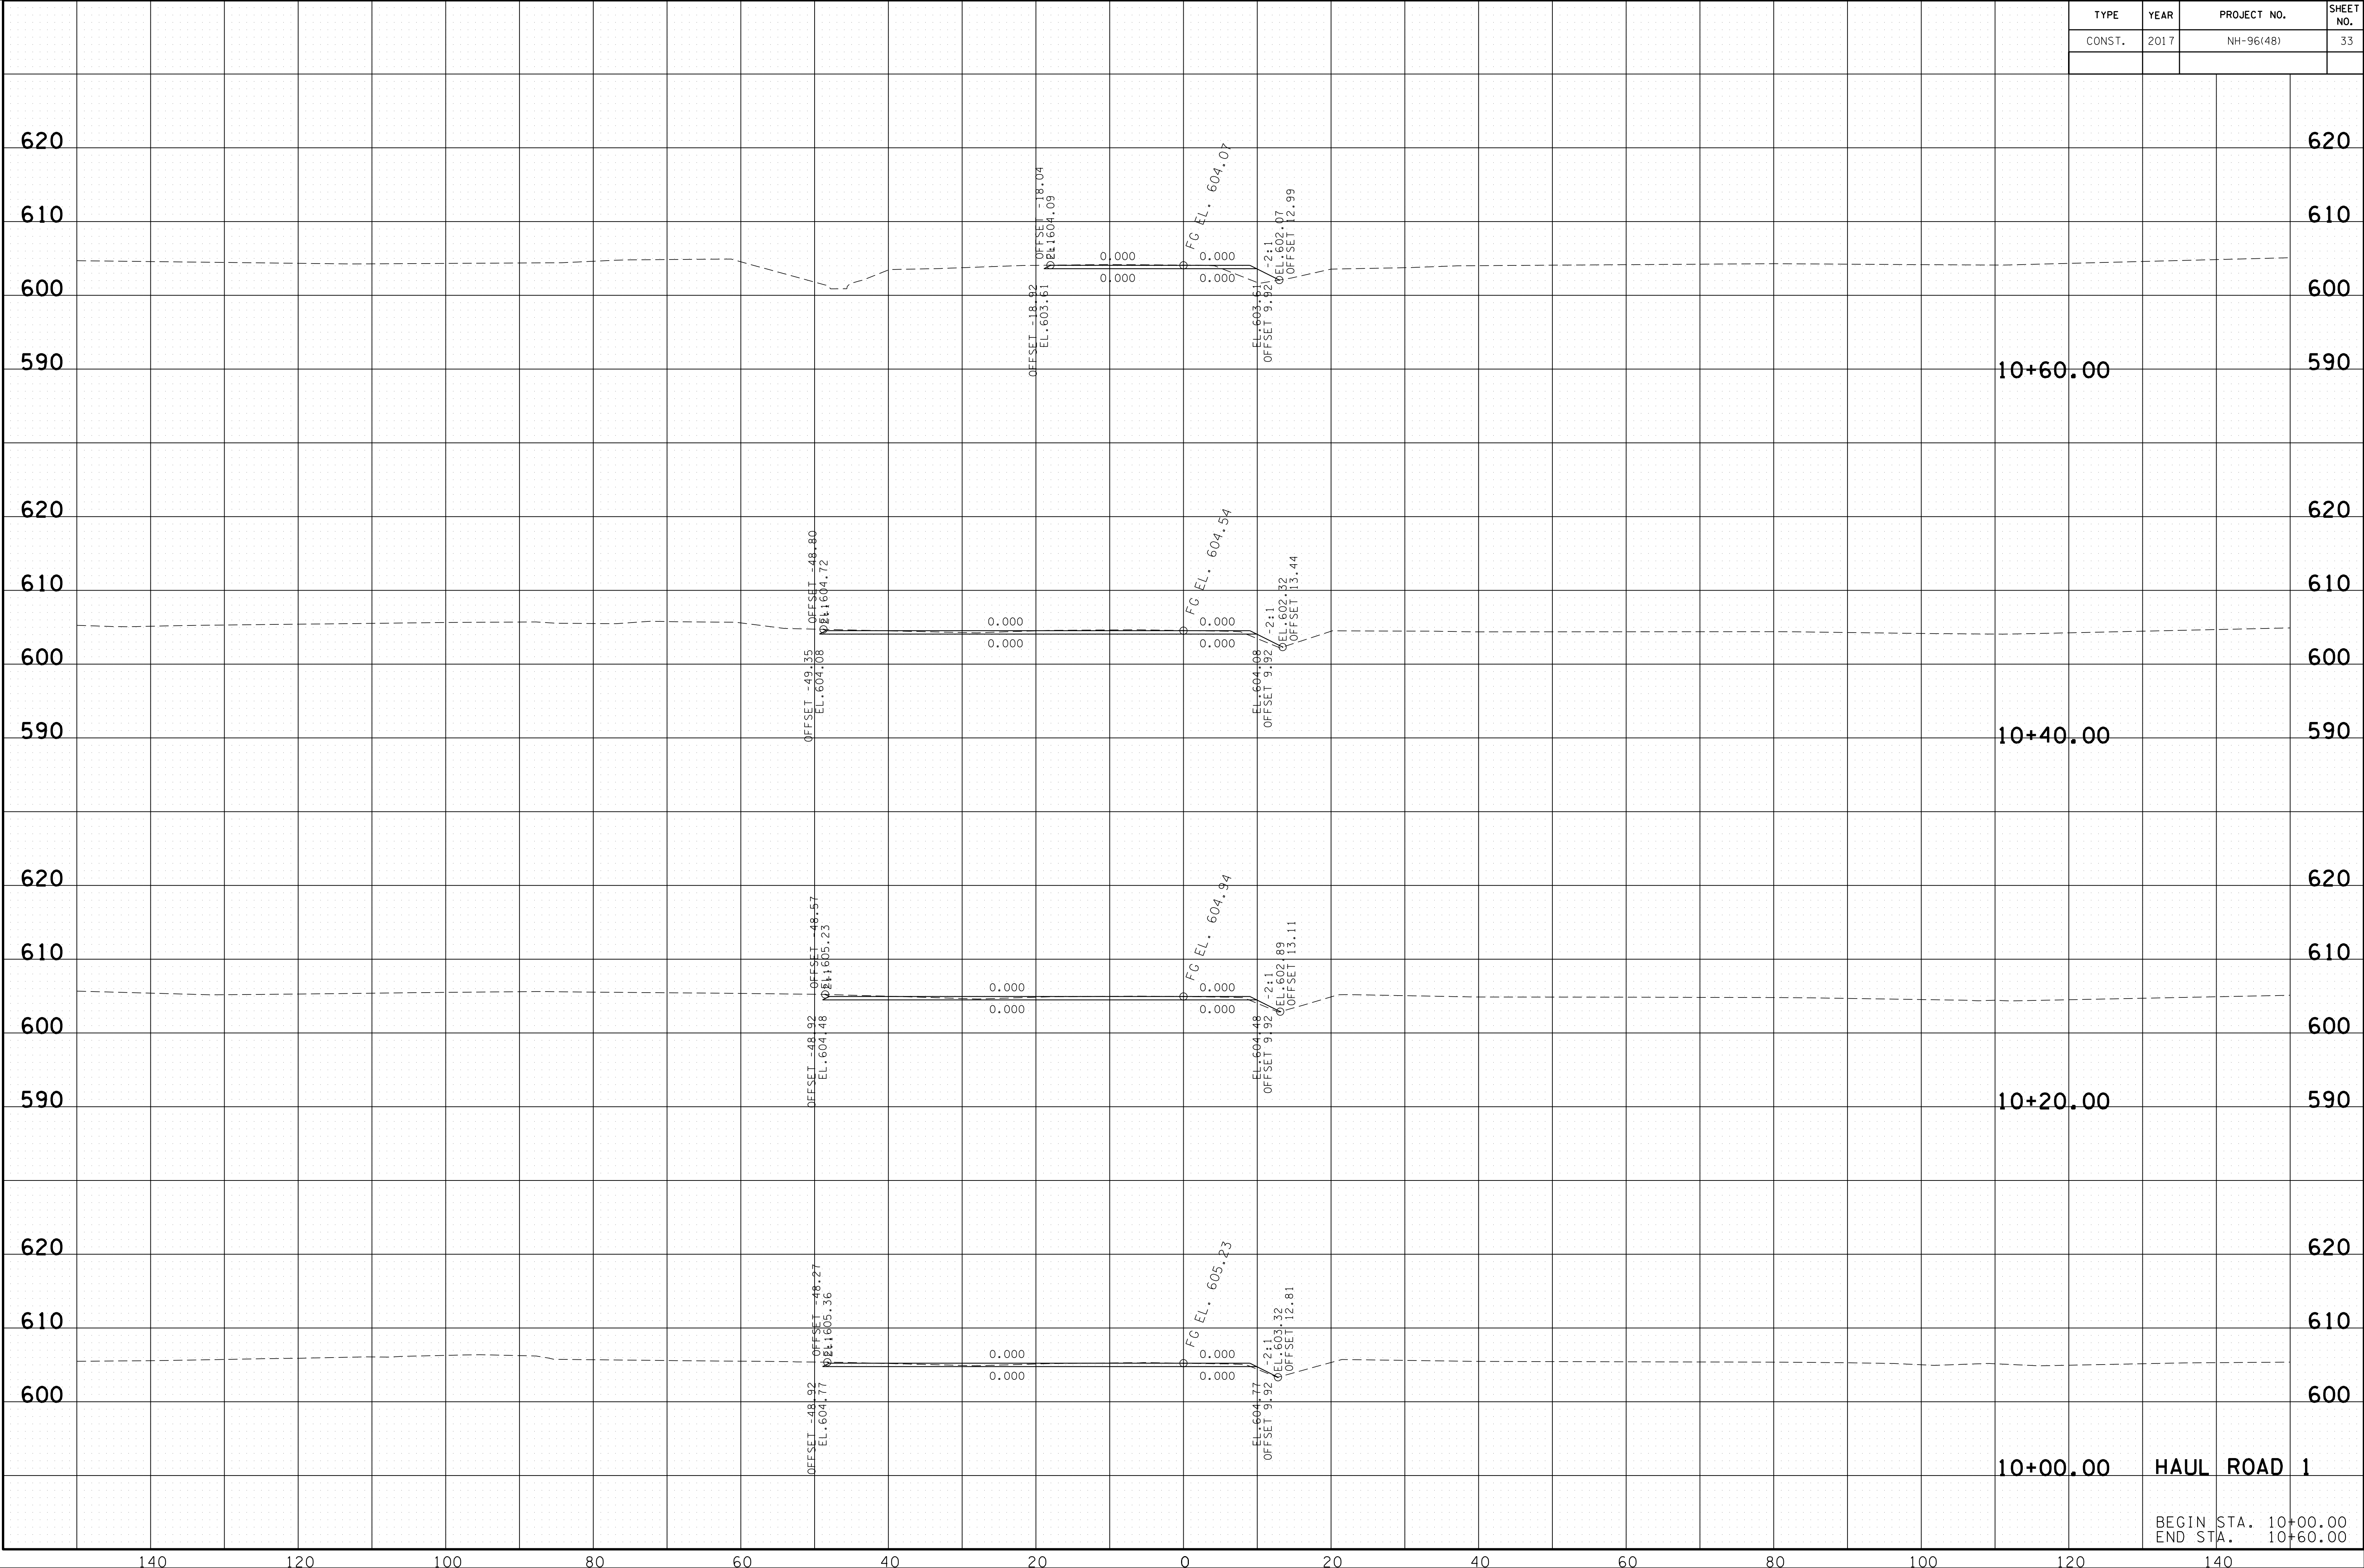 TYPE YEAR PROJECT NO. SHEET NO.
CONST. 2017 NH-96(48) 33
620 620
610 610
600 600
590 590
OFFSET -18.04
EL.604.09
FG EL. 604.07
-2:1
EL.602.07
OFFSET 12.99
0.000 0.000
0.000 0.000
OFFSET -18.92
EL.603.61
EL.603.61
OFFSET 9.92
10+60.00
620 620
610 610
600 600
590 590
OFFSET -48.80
EL.604.72
FG EL. 604.54
-2:1
EL.602.32
OFFSET 13.44
0.000 0.000
0.000 0.000
OFFSET -49.35
EL.604.08
EL.604.08
OFFSET 9.92
10+40.00
620 620
610 610
600 600
590 590
OFFSET -48.57
EL.605.23
FG EL. 604.94
-2:1
EL.602.89
OFFSET 13.11
0.000 0.000
0.000 0.000
OFFSET -48.92
EL.604.48
EL.604.48
OFFSET 9.92
10+20.00
620 620
610 610
600 600
OFFSET -48.27
EL.605.36
FG EL. 605.23
-2:1
EL.603.32
OFFSET 12.81
0.000 0.000
0.000 0.000
OFFSET -48.92
EL.604.77
EL.604.77
OFFSET 9.92
10+00.00 HAUL ROAD 1
BEGIN STA. 10+00.00
END STA. 10+60.00
140 120 100 80 60 40 20 0 20 40 60 80 100 120 140